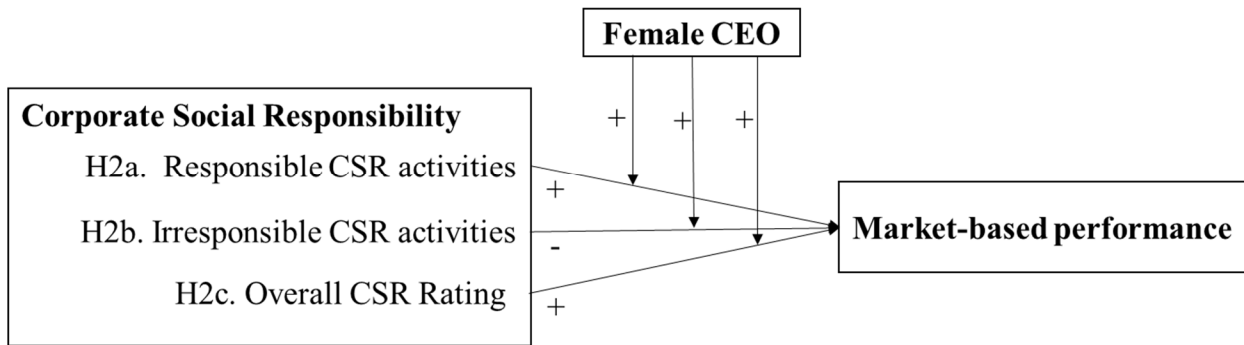 Female CEO
+ + +
Corporate Social Responsibility
H2a. Responsible CSR activities
+
H2b. Irresponsible CSR activities
-
H2c. Overall CSR Rating
+
Market-based performance